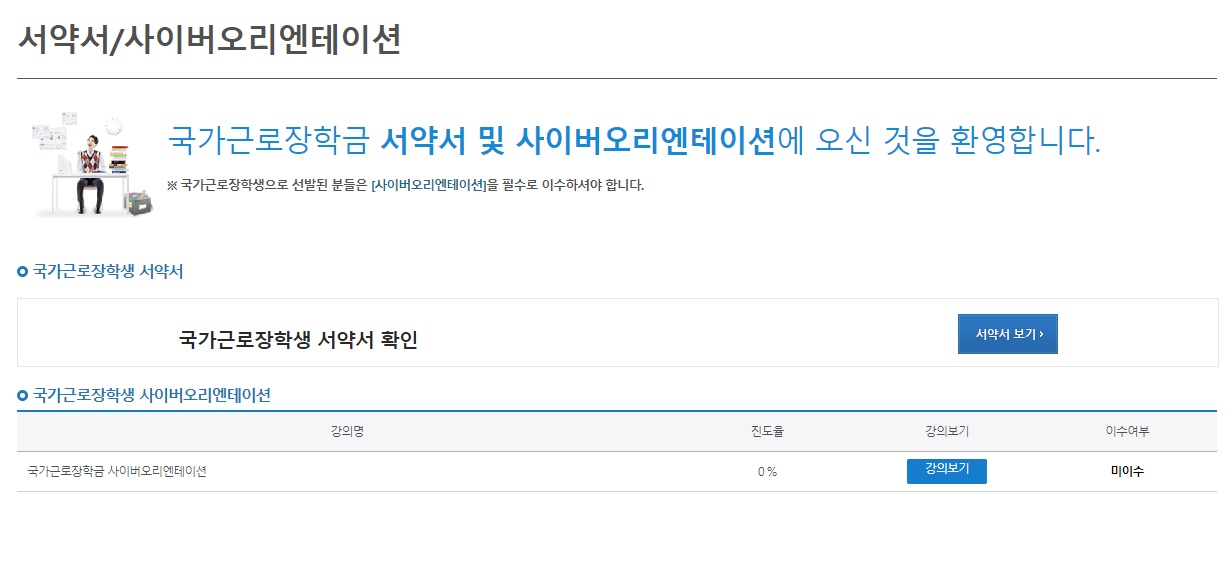 서약서/사이버오리엔테이션
국가근로장학금 서약서 및 사이버오리엔테이션에 오신 것을 환영합니다.
※ 국가근로장학생으로 선발된 분들은 [사이버오리엔테이션]을 필수로 이수하셔야 합니다.
국가근로장학생 서약서
국가근로장학생 서약서 확인 서약서 보기 ›
국가근로장학생 사이버오리엔테이션
강의명 진도율 강의보기 이수여부
국가근로장학금 사이버오리엔테이션 0 % 강의보기 미이수